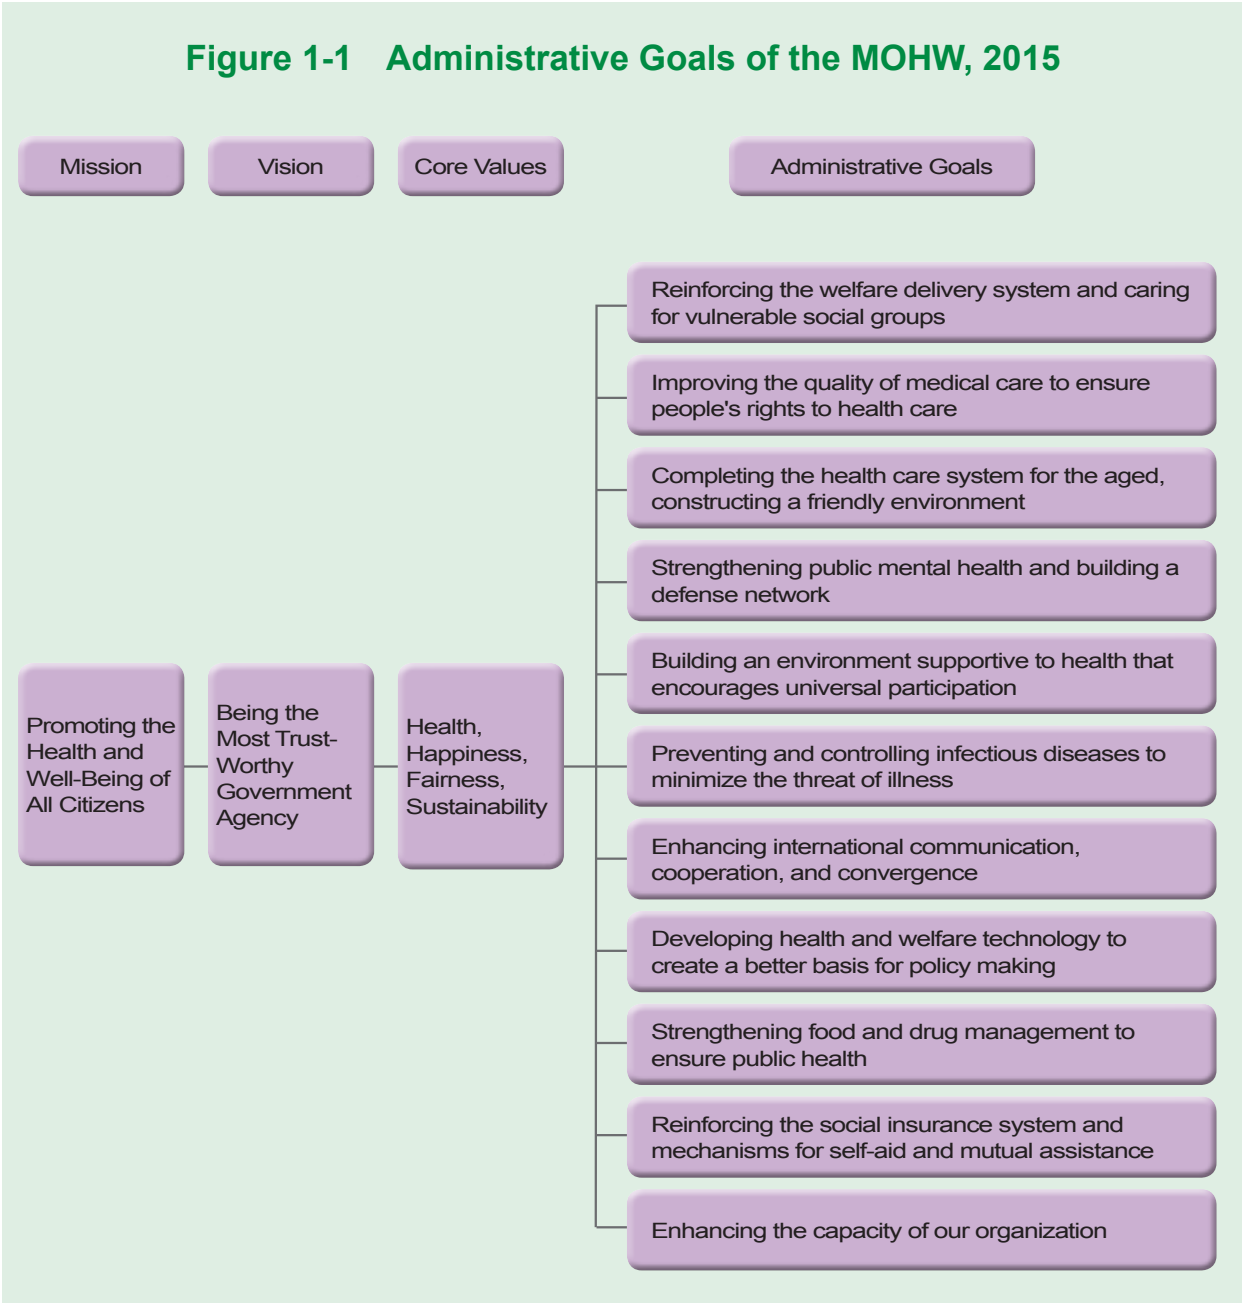 Figure 1-1 Administrative Goals of the MOHW, 2015
Mission
Vision
Core Values
Administrative Goals
Promoting the
Health and
Well-Being of
All Citizens
Being the
Most Trust-
Worthy
Government
Agency
Health,
Happiness,
Fairness,
Sustainability
Reinforcing the welfare delivery system and caring
for vulnerable social groups
Improving the quality of medical care to ensure
people's rights to health care
Completing the health care system for the aged,
constructing a friendly environment
Strengthening public mental health and building a
defense network
Building an environment supportive to health that
encourages universal participation
Preventing and controlling infectious diseases to
minimize the threat of illness
Enhancing international communication,
cooperation, and convergence
Developing health and welfare technology to
create a better basis for policy making
Strengthening food and drug management to
ensure public health
Reinforcing the social insurance system and
mechanisms for self-aid and mutual assistance
Enhancing the capacity of our organization